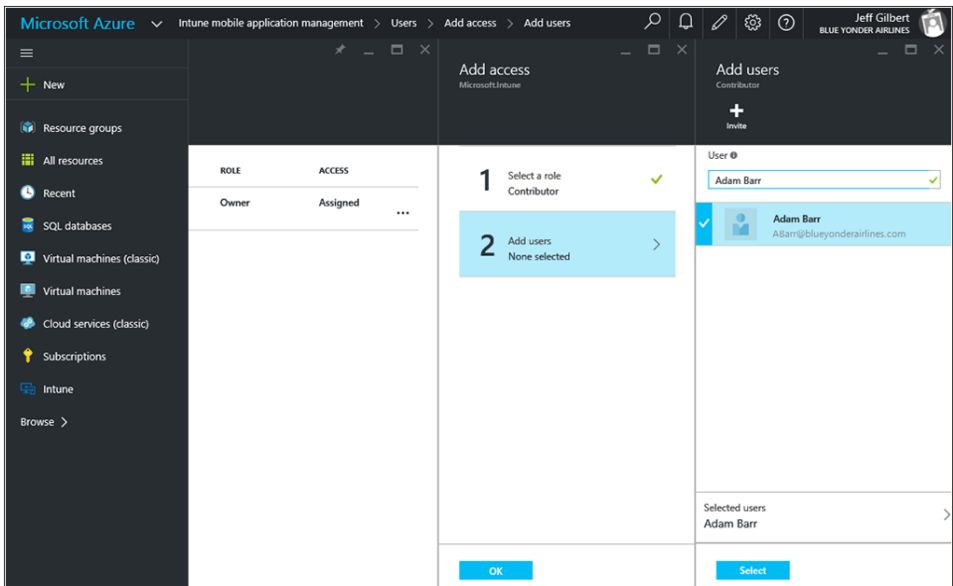 Microsoft Azure
Intune mobile application management > Users > Add access > Add users
Jeff Gilbert
BLUE YONDER AIRLINES
New
Resource groups
All resources
Recent
SQL databases
Virtual machines (classic)
Virtual machines
Cloud services (classic)
Subscriptions
Intune
Browse >
ROLE ACCESS
Owner Assigned ...
Add access
Microsoft.Intune
1 Select a role
Contributor
2 Add users
None selected
OK
Add users
Contributor
Invite
User
Adam Barr
Adam Barr
ABarr@blueyonderairlines.com
Selected users
Adam Barr
Select